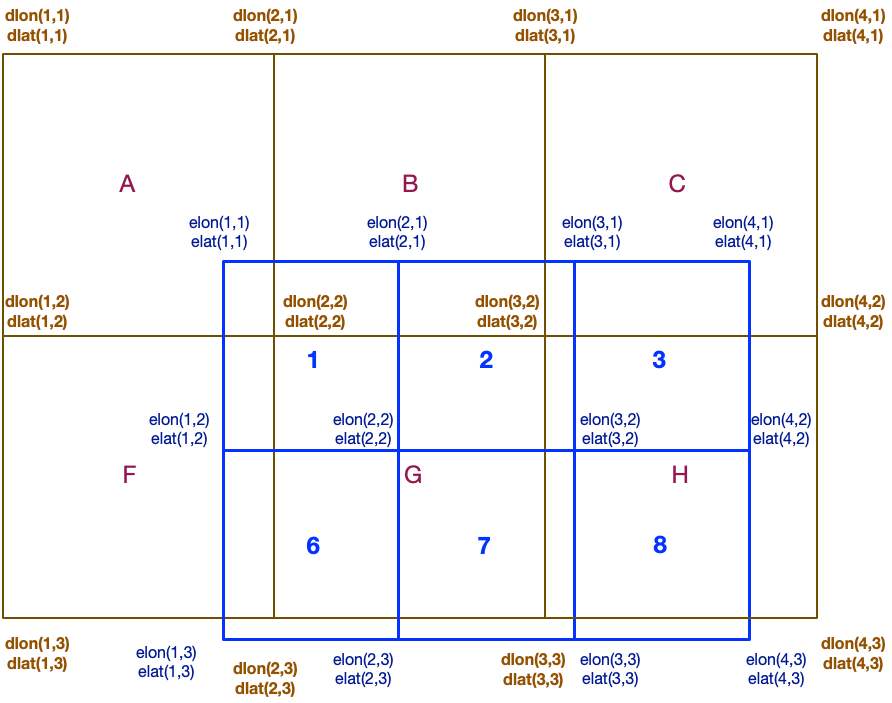 dlon(1,1)
dlat(1,1)
dlon(2,1)
dlat(2,1)
dlon(3,1)
dlat(3,1)
dlon(4,1)
dlat(4,1)
A
B
C
elon(1,1)
elat(1,1)
elon(2,1)
elat(2,1)
elon(3,1)
elat(3,1)
elon(4,1)
elat(4,1)
dlon(1,2)
dlat(1,2)
dlon(2,2)
dlat(2,2)
dlon(3,2)
dlat(3,2)
dlon(4,2)
dlat(4,2)
1
2
3
elon(1,2)
elat(1,2)
elon(2,2)
elat(2,2)
elon(3,2)
elat(3,2)
elon(4,2)
elat(4,2)
F
G
H
6
7
8
dlon(1,3)
dlat(1,3)
elon(1,3)
elat(1,3)
dlon(2,3)
dlat(2,3)
elon(2,3)
elat(2,3)
dlon(3,3)
dlat(3,3)
elon(3,3)
elat(3,3)
elon(4,3)
elat(4,3)
dlon(4,3)
dlat(4,3)